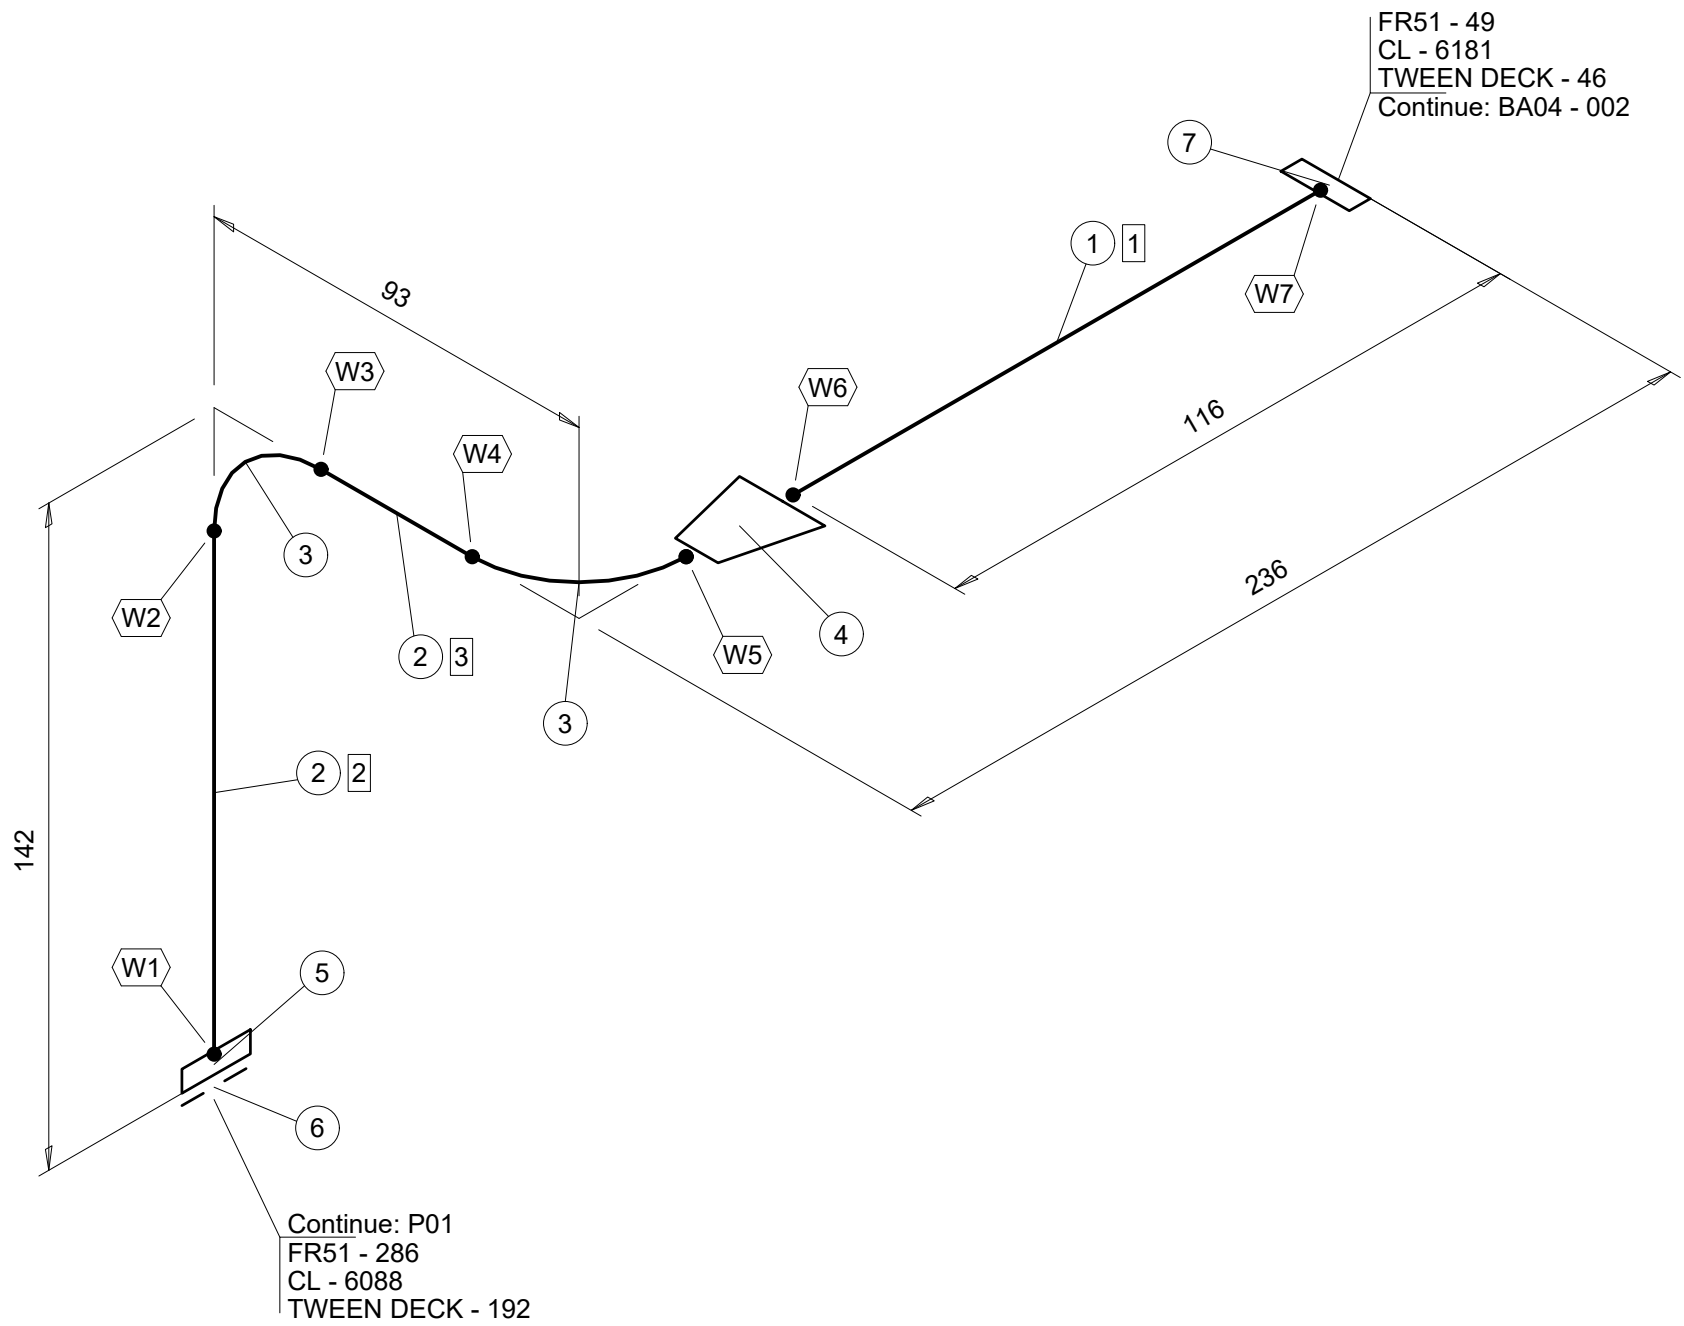 FR51 - 49
CL - 6181
TWEEN DECK - 46
Continue: BA04 - 002
7
1 1
W7
93
W3
W6
116
W4
3
236
W2
4
2 3
W5
3
2 2
142
W1
5
6
Continue: P01
FR51 - 286
CL - 6088
TWEEN DECK - 192